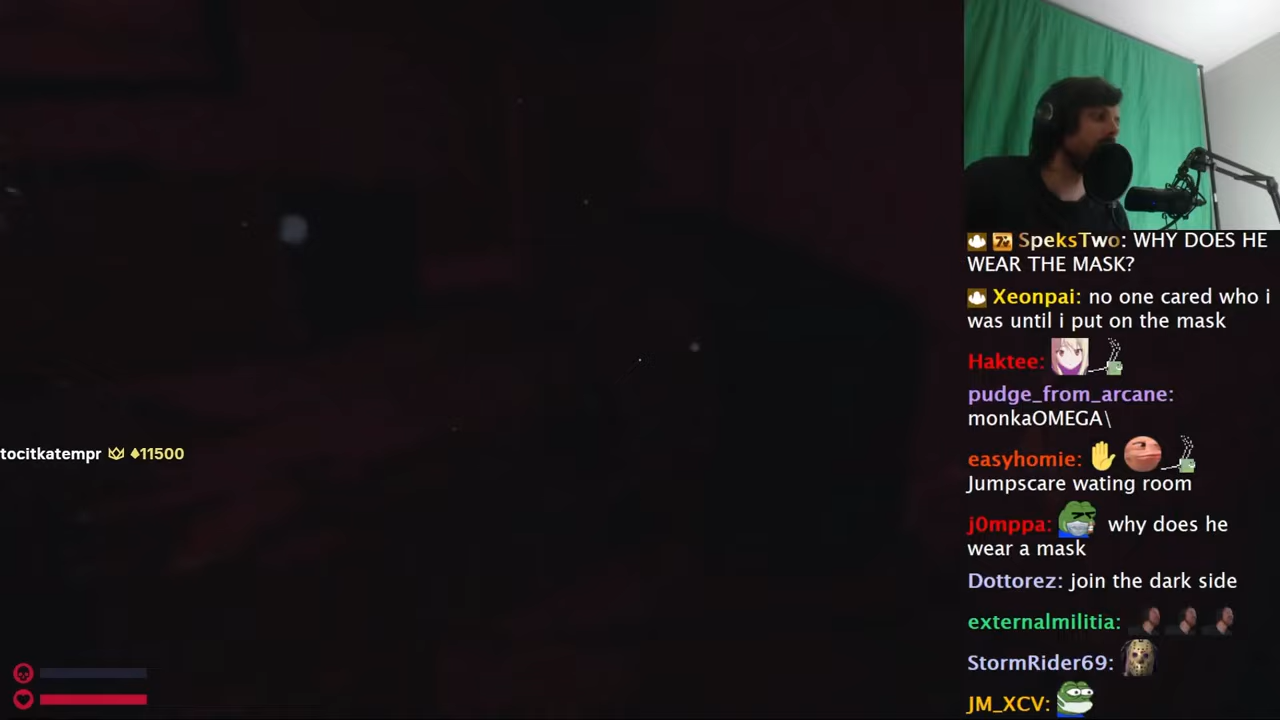 SpeksTwo: WHY DOES HE
WEAR THE MASK?
Xeonpai: no one cared who i
was until i put on the mask
Haktee:
pudge_from_arcane:
monkaOMEGA\
tocitkatempr 11500
easyhomie:
Jumpscare wating room
j0mppa: why does he
wear a mask
Dottorez: join the dark side
externalmilitia:
StormRider69:
JM_XCV: